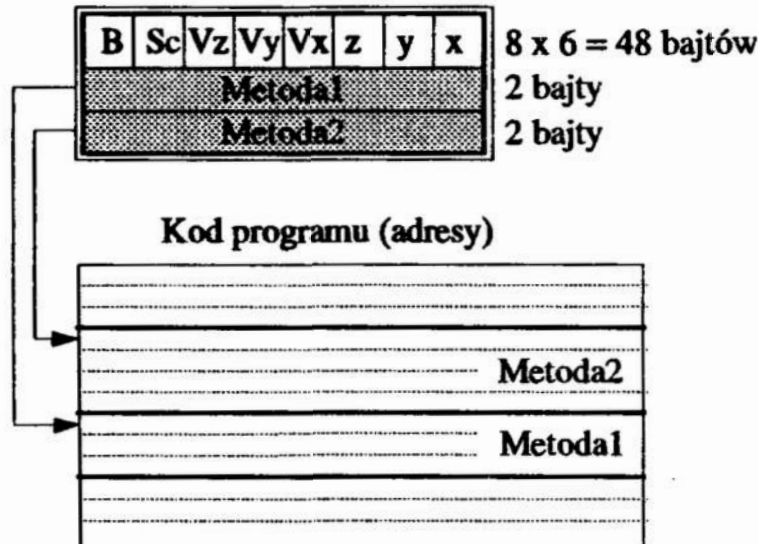 B Sc Vz Vy Vx z y x 8 x 6 = 48 bajtów
Metoda1 2 bajty
Metoda2 2 bajty
Kod programu (adresy)
Metoda2
Metoda1